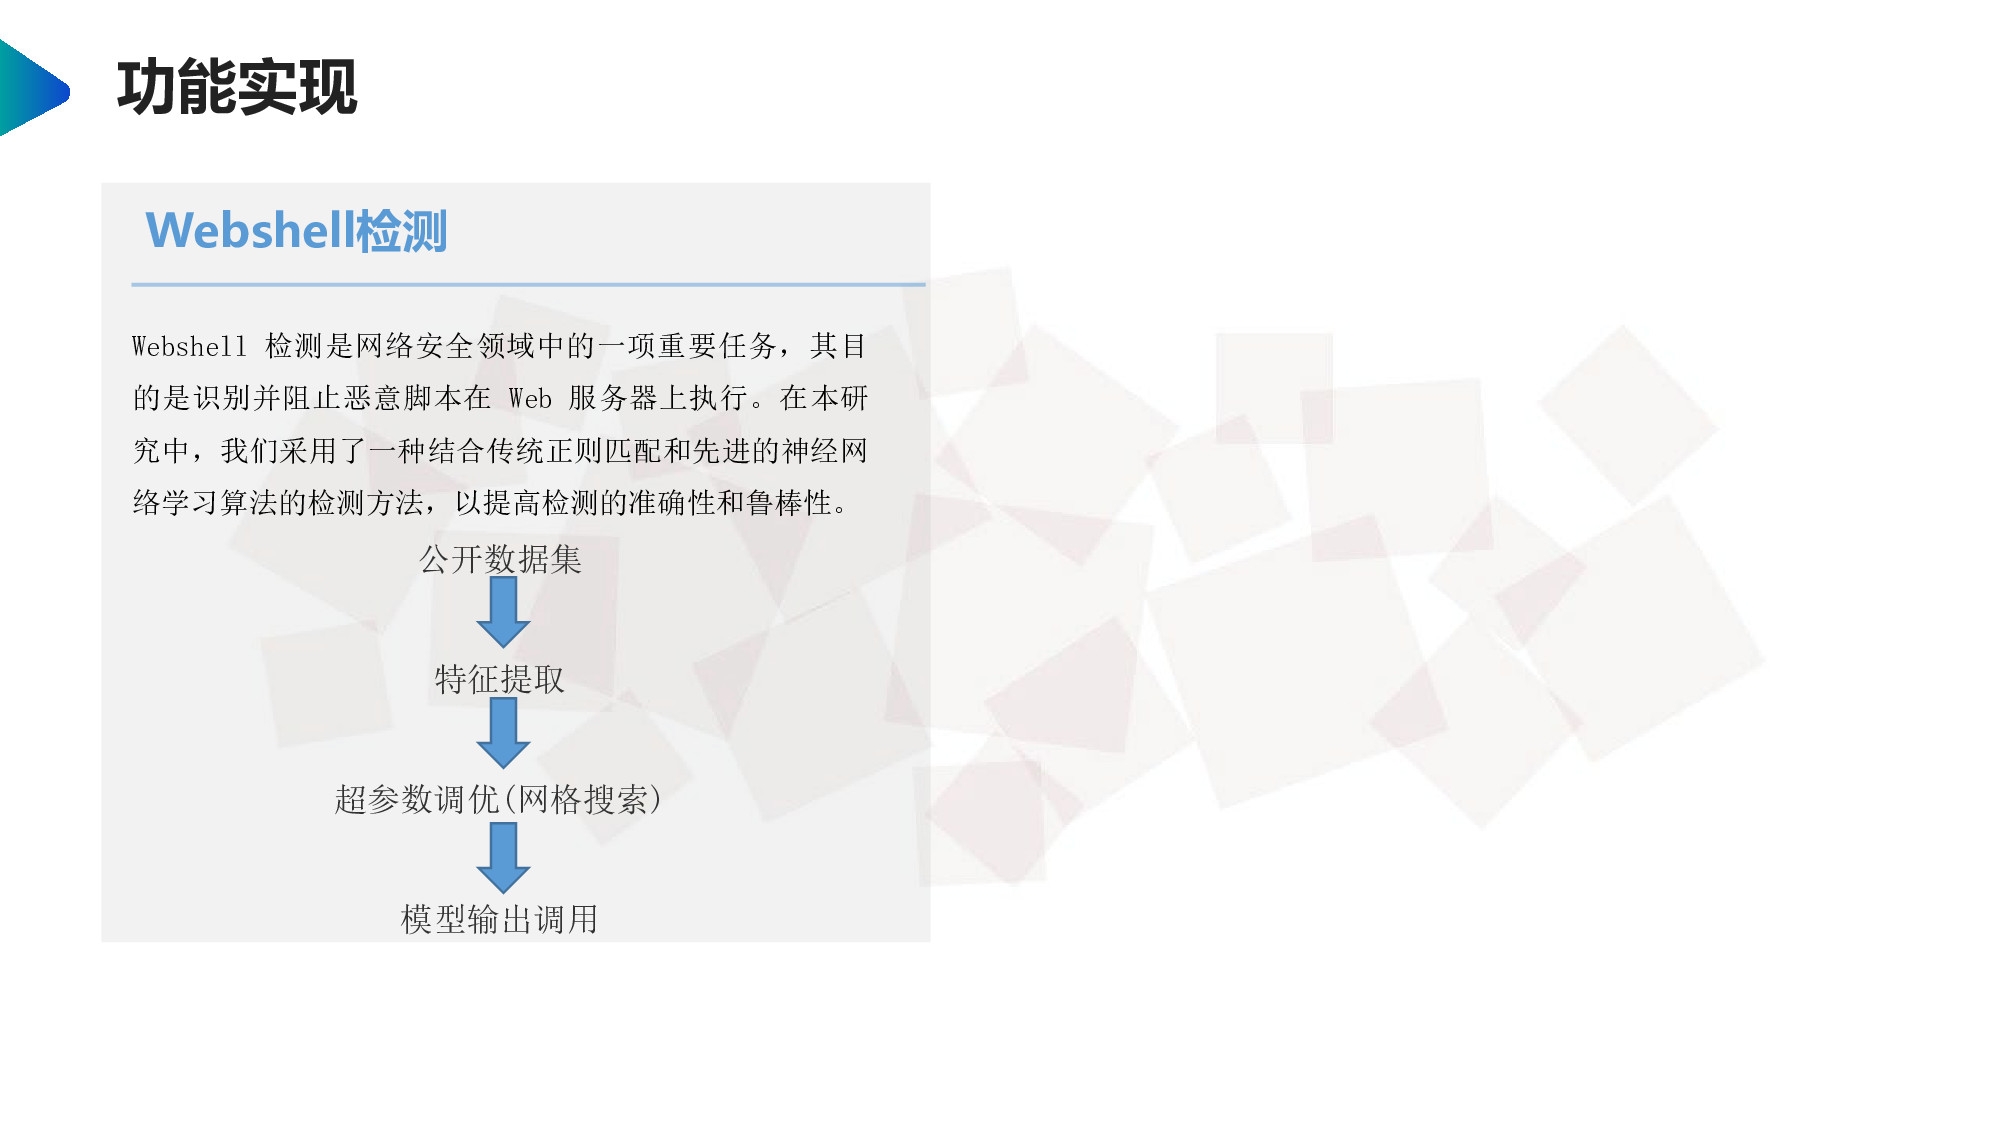 功能实现
Webshell检测
Webshell 检测是网络安全领域中的一项重要任务，其目
的是识别并阻止恶意脚本在 Web 服务器上执行。在本研
究中，我们采用了一种结合传统正则匹配和先进的神经网
络学习算法的检测方法，以提高检测的准确性和鲁棒性。
公开数据集
特征提取
超参数调优(网格搜索)
模型输出调用